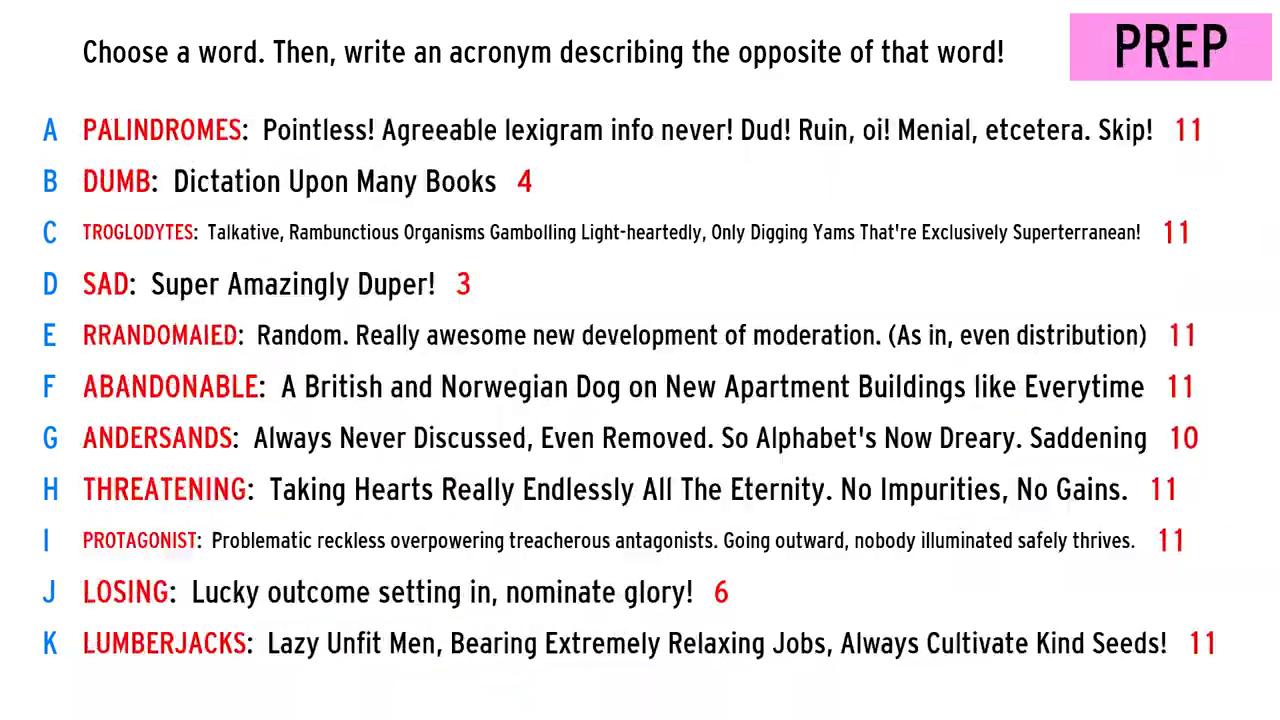 Choose a word. Then, write an acronym describing the opposite of that word!
PREP
A PALINDROMES: Pointless! Agreeable lexigram info never! Dud! Ruin, oi! Menial, etcetera. Skip! 11
B DUMB: Dictation Upon Many Books 4
C TROGLODYTES: Talkative, Rambunctious Organisms Gambolling Light-heartedly, Only Digging Yams That're Exclusively Superterranean! 11
D SAD: Super Amazingly Duper! 3
E RRANDOMAIED: Random. Really awesome new development of moderation. (As in, even distribution) 11
F ABANDONABLE: A British and Norwegian Dog on New Apartment Buildings like Everytime 11
G ANDERSANDS: Always Never Discussed, Even Removed. So Alphabet's Now Dreary. Saddening 10
H THREATENING: Taking Hearts Really Endlessly All The Eternity. No Impurities, No Gains. 11
I PROTAGONIST: Problematic reckless overpowering treacherous antagonists. Going outward, nobody illuminated safely thrives. 11
J LOSING: Lucky outcome setting in, nominate glory! 6
K LUMBERJACKS: Lazy Unfit Men, Bearing Extremely Relaxing Jobs, Always Cultivate Kind Seeds! 11